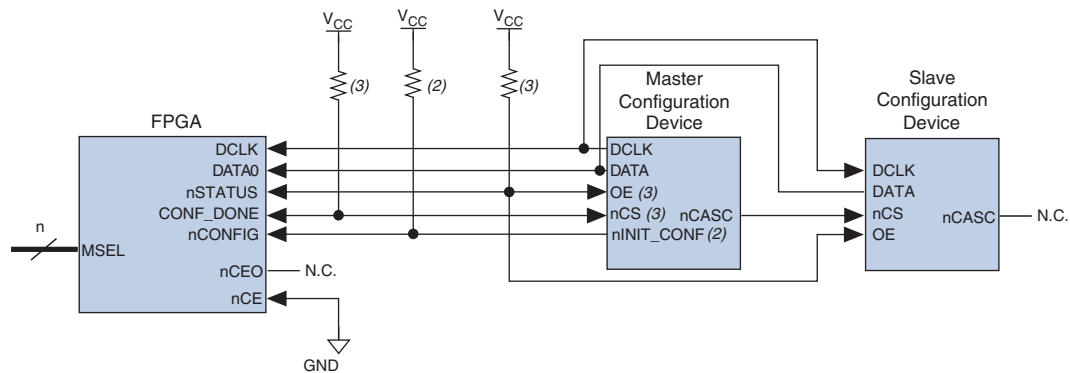 VCC
VCC
VCC
(3)
(2)
(3)
FPGA
Master
Configuration
Device
Slave
Configuration
Device
DCLK
DATA0
nSTATUS
CONF_DONE
nCONFIG
nCEO
nCE
MSEL
n
N.C.
GND
DCLK
DATA
OE (3)
nCS (3)
nCASC
nINIT_CONF (2)
DCLK
DATA
nCS
OE
nCASC
N.C.